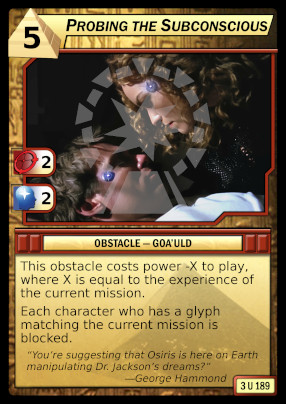 5
PROBING THE SUBCONSCIOUS
2
2
OBSTACLE — GOA'ULD
This obstacle costs power -X to play,
where X is equal to the experience of
the current mission.
Each character who has a glyph
matching the current mission is
blocked.
“You're suggesting that Osiris is here on Earth
manipulating Dr. Jackson's dreams?”
—George Hammond
3 U 189